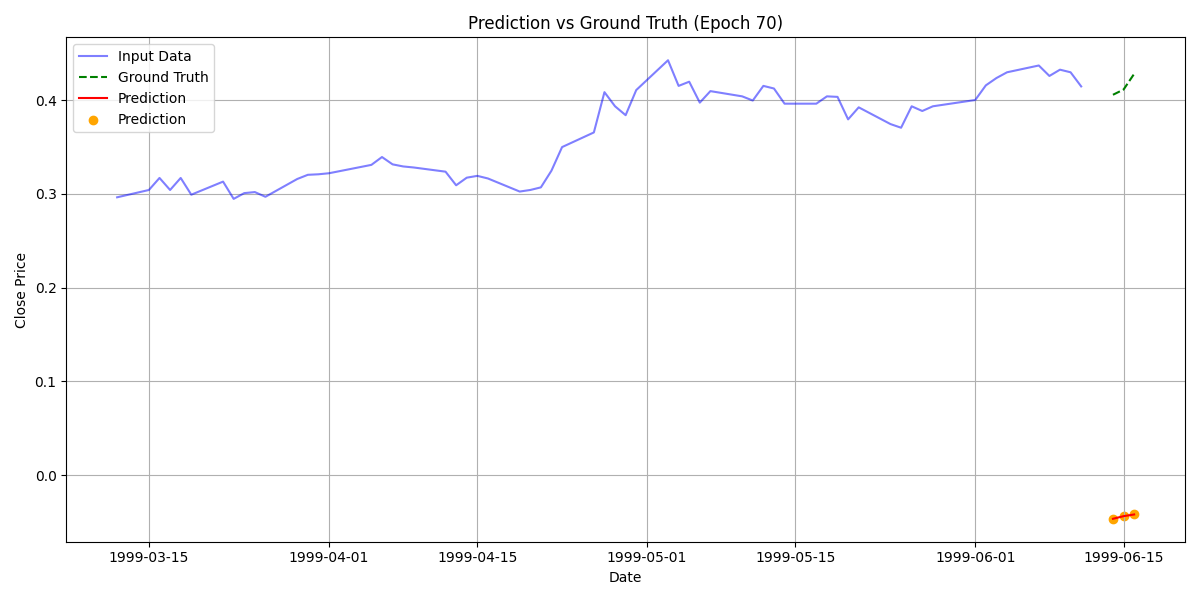 Prediction vs Ground Truth (Epoch 70)
Input Data
Ground Truth
Prediction
Prediction
Close Price
0.4
0.3
0.2
0.1
0.0
1999-03-15
1999-04-01
1999-04-15
1999-05-01
1999-05-15
1999-06-01
1999-06-15
Date